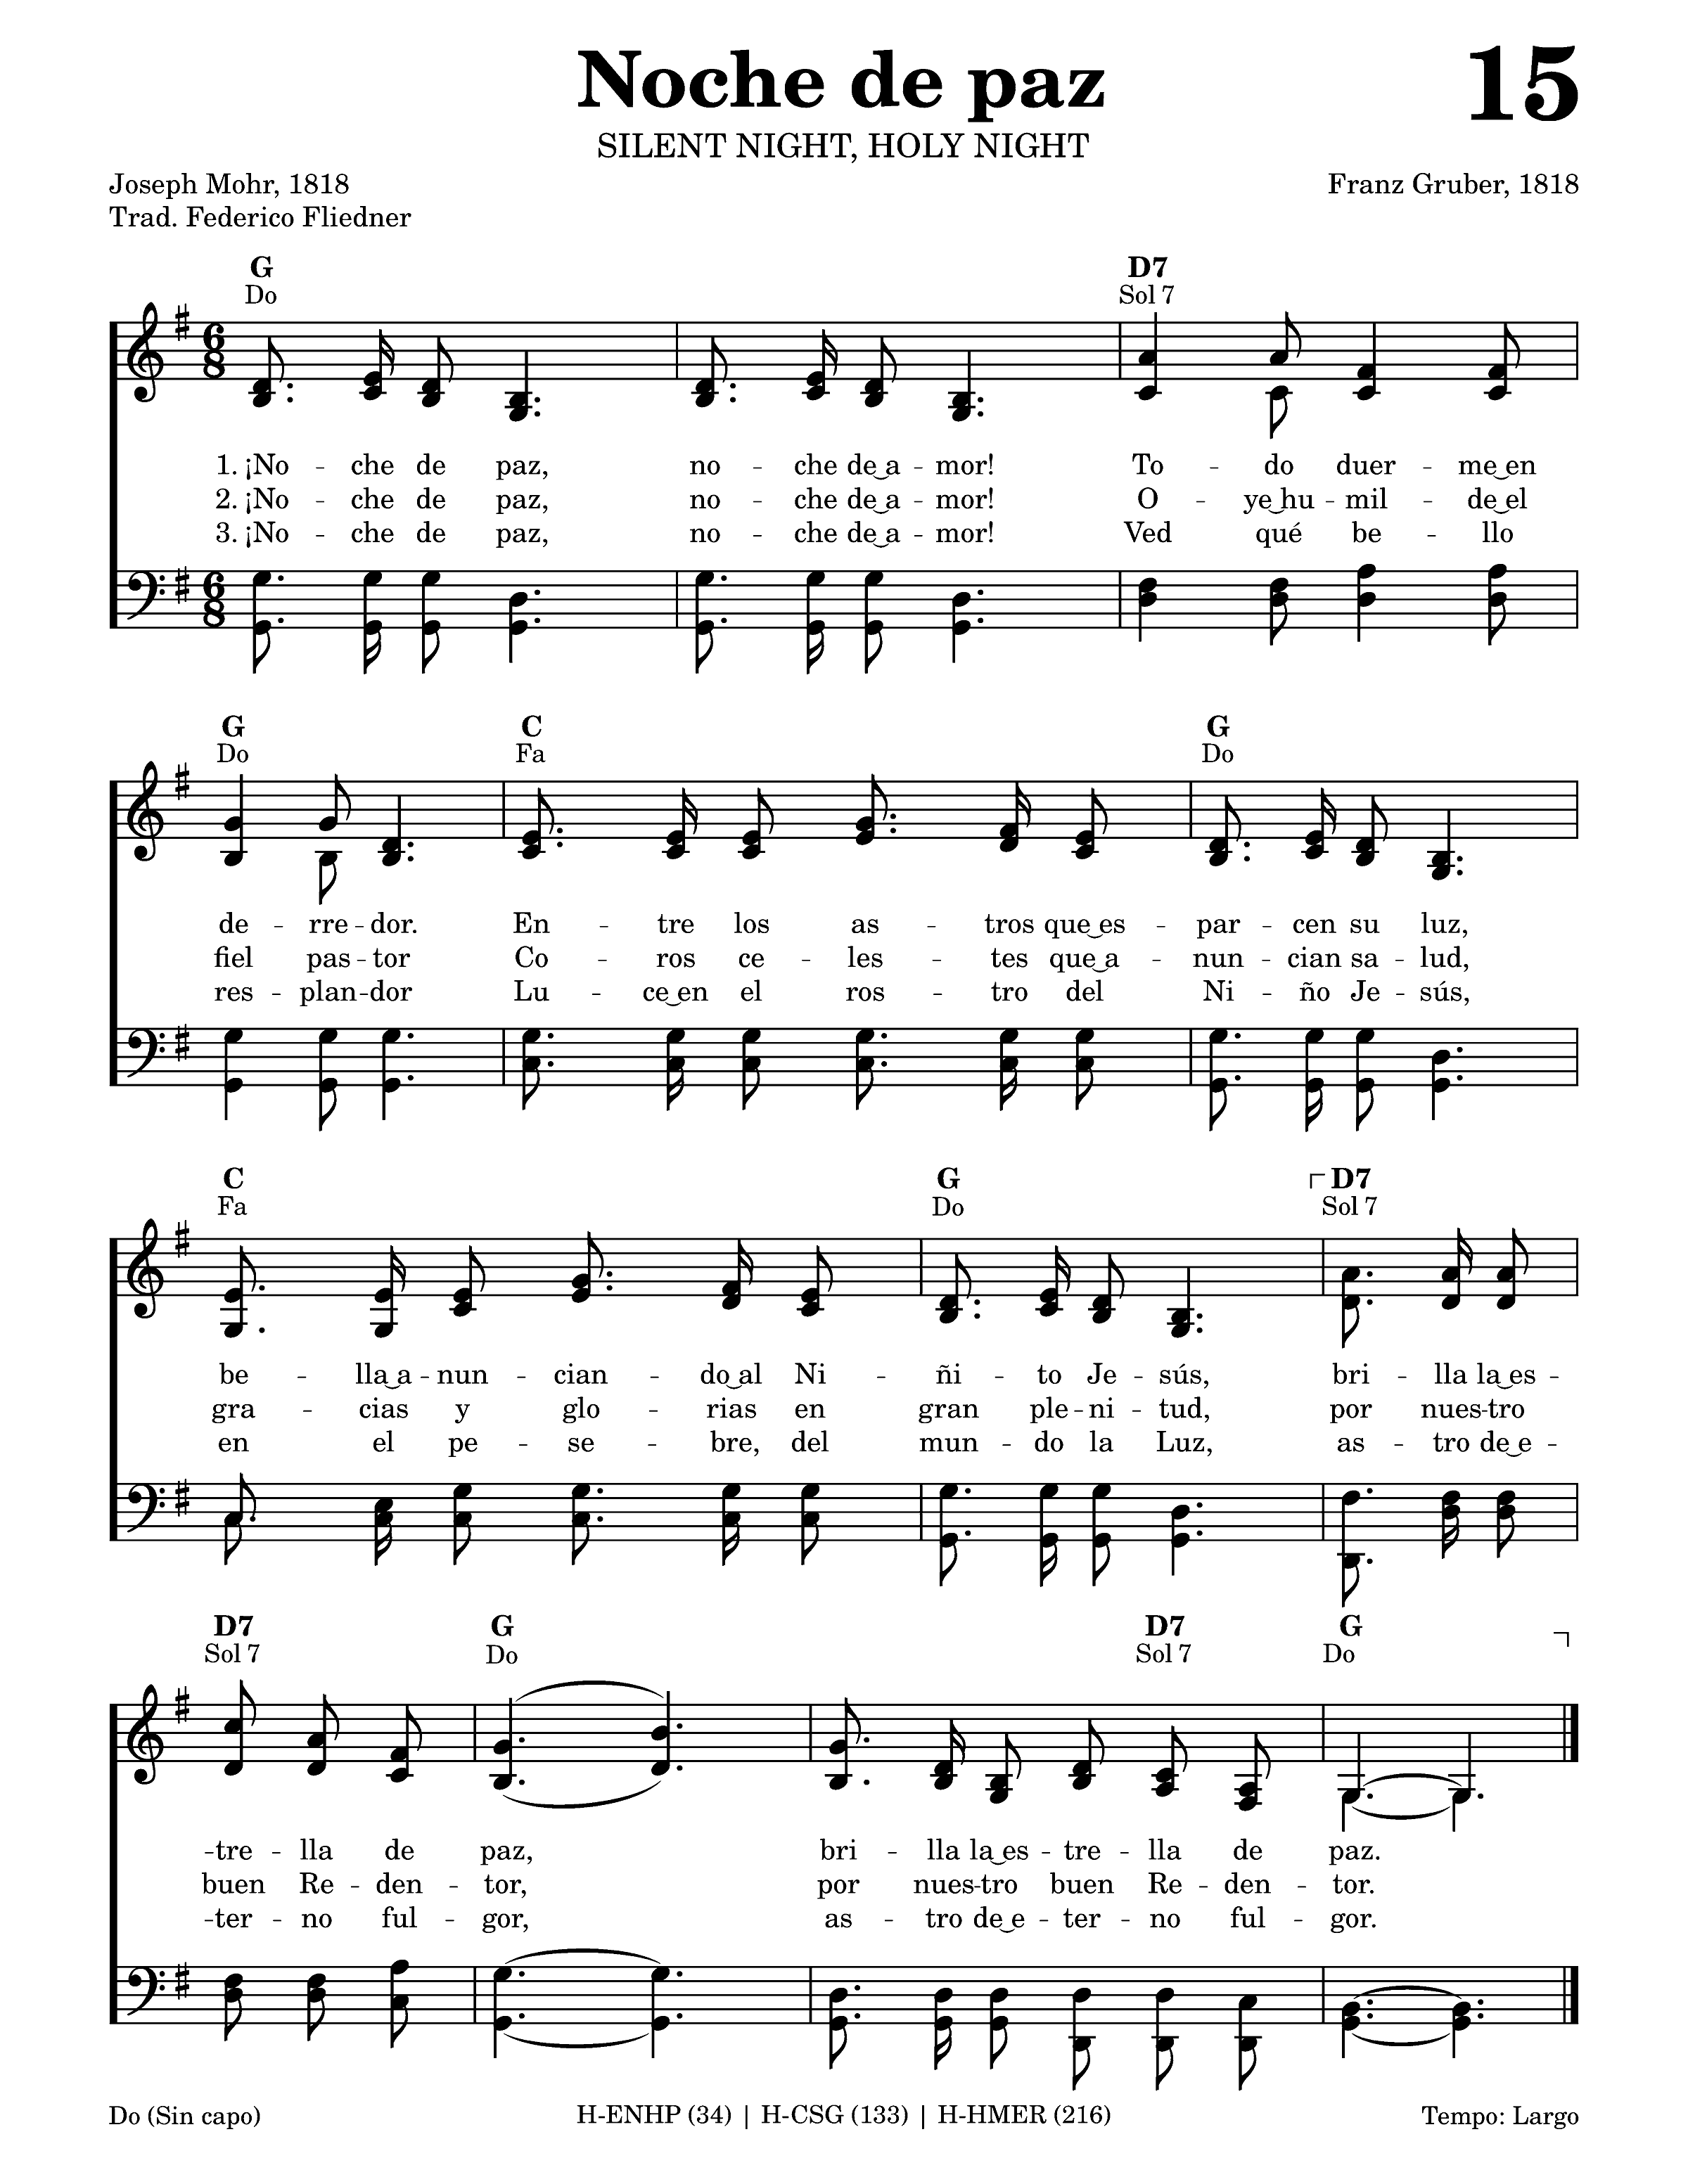 Noche de paz
15
SILENT NIGHT, HOLY NIGHT
Joseph Mohr, 1818
Franz Gruber, 1818
Trad. Federico Fliedner
G D7
Do Sol 7
6 8
1. ¡No - che de paz, no - che de‿a - mor! To - do duer - me‿en
2. ¡No - che de paz, no - che de‿a - mor! O - ye‿hu - mil - de‿el
3. ¡No - che de paz, no - che de‿a - mor! Ved qué be - llo
6 8
G C G
Do Fa Do
de - rre - dor. En - tre los as - tros que‿es - par - cen su luz,
fiel pas - tor Co - ros ce - les - tes que‿a - nun - cian sa - lud,
res - plan - dor Lu - ce‿en el ros - tro del Ni - ño Je - sús,
C G D7
Fa Do Sol 7
be - lla‿a - nun - cian - do‿al Ni - ñi - to Je - sús, bri - lla la‿es -
gra - cias y glo - rias en gran ple - ni - tud, por nues - tro
en el pe - se - bre, del mun - do la Luz, as - tro de‿e -
D7 G D7 G
Sol 7 Do Sol 7 Do
- tre - lla de paz, bri - lla la‿es - tre - lla de paz.
buen Re - den - tor, por nues - tro buen Re - den - tor.
- ter - no ful - gor, as - tro de‿e - ter - no ful - gor.
Do (Sin capo) H-ENHP (34) | H-CSG (133) | H-HMER (216) Tempo: Largo